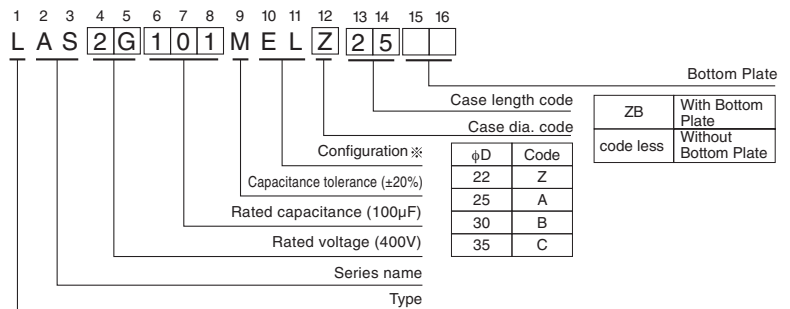 1 2 3 4 5 6 7 8 9 10 11 12 13 14 15 16
L A S 2 G 1 0 1 M E L Z 2 5
Bottom Plate
Case length code
Case dia. code
Configuration※
Capacitance tolerance (±20%)
Rated capacitance (100µF)
Rated voltage (400V)
Series name
Type
ZB With Bottom Plate
code less Without Bottom Plate
φD Code
22 Z
25 A
30 B
35 C